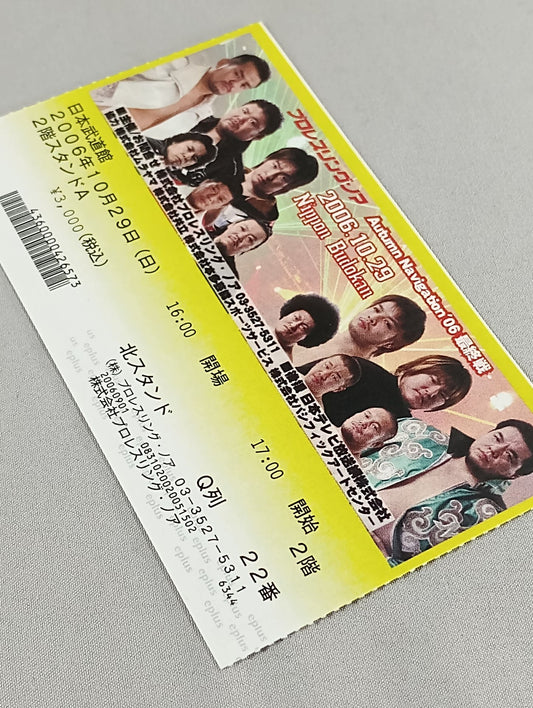 プロレスリング・ノア Autumn Navigation '06 最終戦
2006.10.29
Nippon Budokan
日本武道館
2006年10月29日(日) 16:00 開場 17:00 開始
2階スタンドA 北スタンド Q列 22番 2階
¥3,000(税込)
(株)プロレスリング・ノア 03-3527-5311
20060901 0831020020051502 6344
株式会社プロレスリング・ノア
4360000426573
eplus